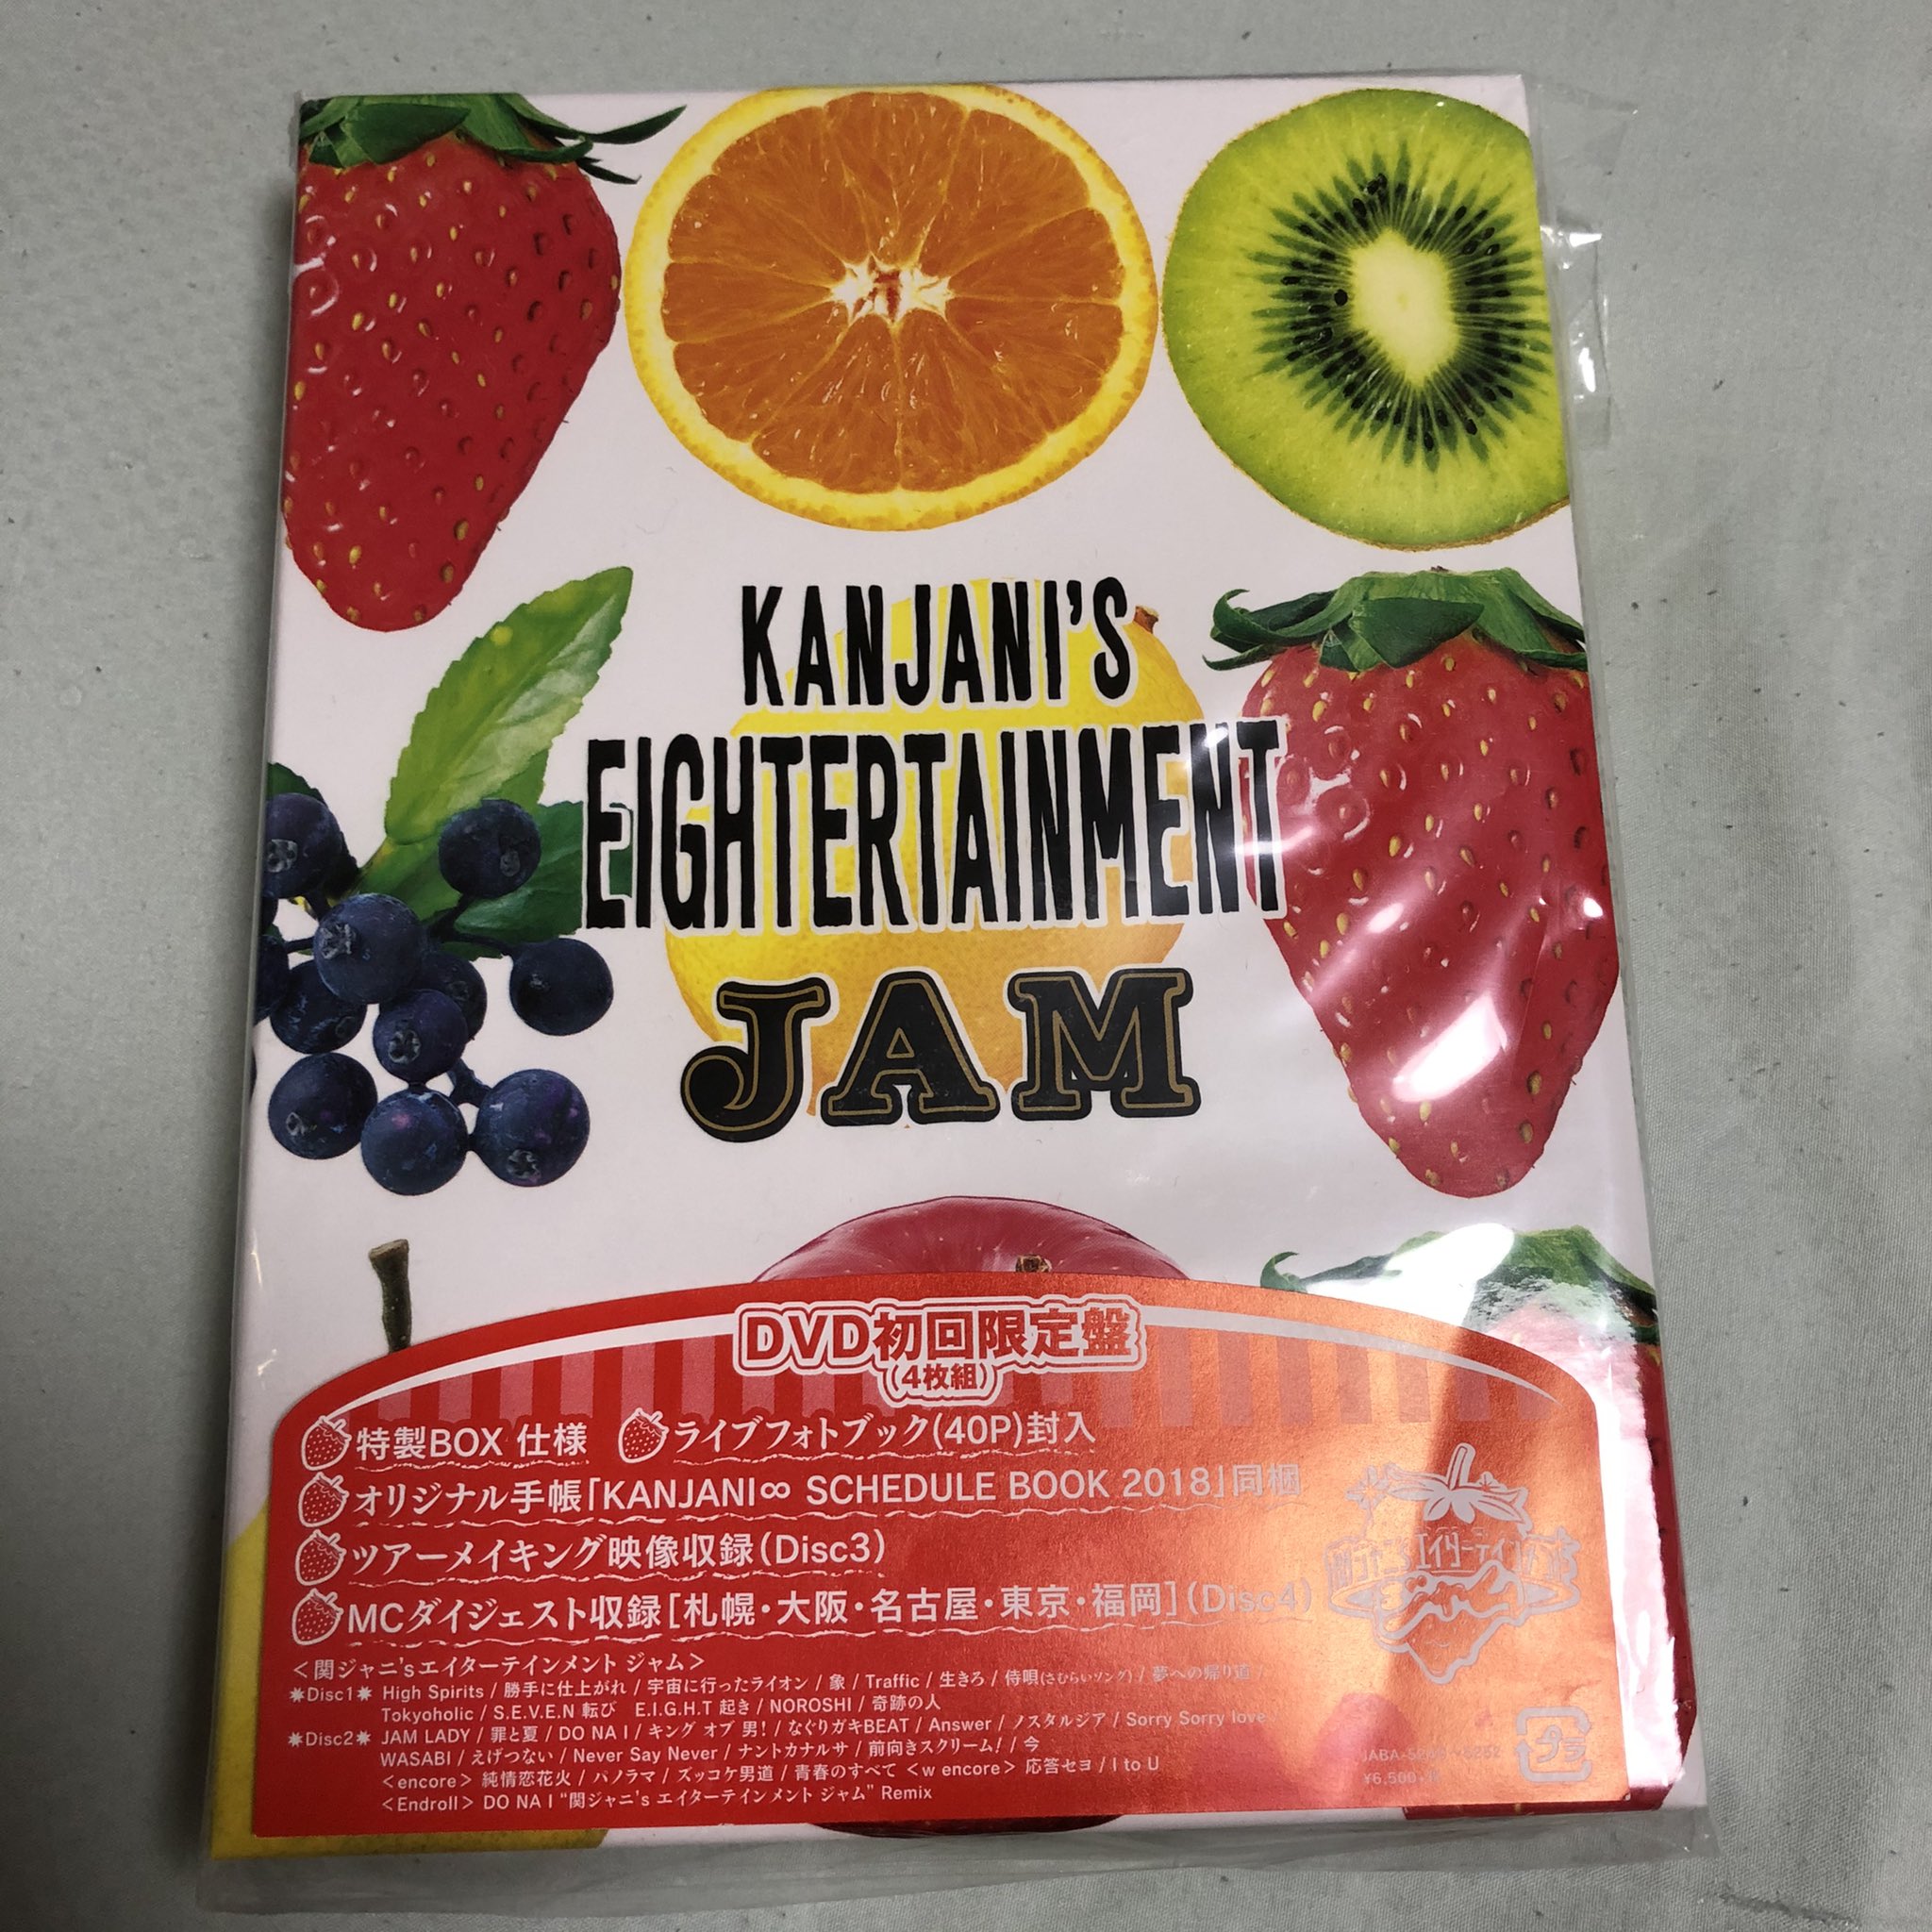 KANJANI'S
EIGHTERTAINMENT
JAM
DVD初回限定盤
(4枚組)
特製BOX 仕様 ライブフォトブック(40P)封入
オリジナル手帳「KANJANI∞ SCHEDULE BOOK 2018」同梱
ツアーメイキング映像収録(Disc3)
MCダイジェスト収録[札幌・大阪・名古屋・東京・福岡](Disc4)
<関ジャニ'sエイターテインメント ジャム>
✷Disc1✷ High Spirits / 勝手に仕上がれ / 宇宙に行ったライオン / 象 / Traffic / 生きろ / 侍唄(さむらいソング) / 夢への帰り道 /
Tokyoholic / S.E.V.E.N 転び E.I.G.H.T 起き / NOROSHI / 奇跡の人
✷Disc2✷ JAM LADY / 罪と夏 / DO NA I / キング オブ 男! / なぐりガキBEAT / Answer / ノスタルジア / Sorry Sorry love /
WASABI / えげつない / Never Say Never / ナントカナルサ / 前向きスクリーム! / 今
<encore> 純情恋花火 / パノラマ / ズッコケ男道 / 青春のすべて <w encore> 応答セヨ / I to U
<Endroll> DO NA I "関ジャニ's エイターテインメント ジャム" Remix
プラ